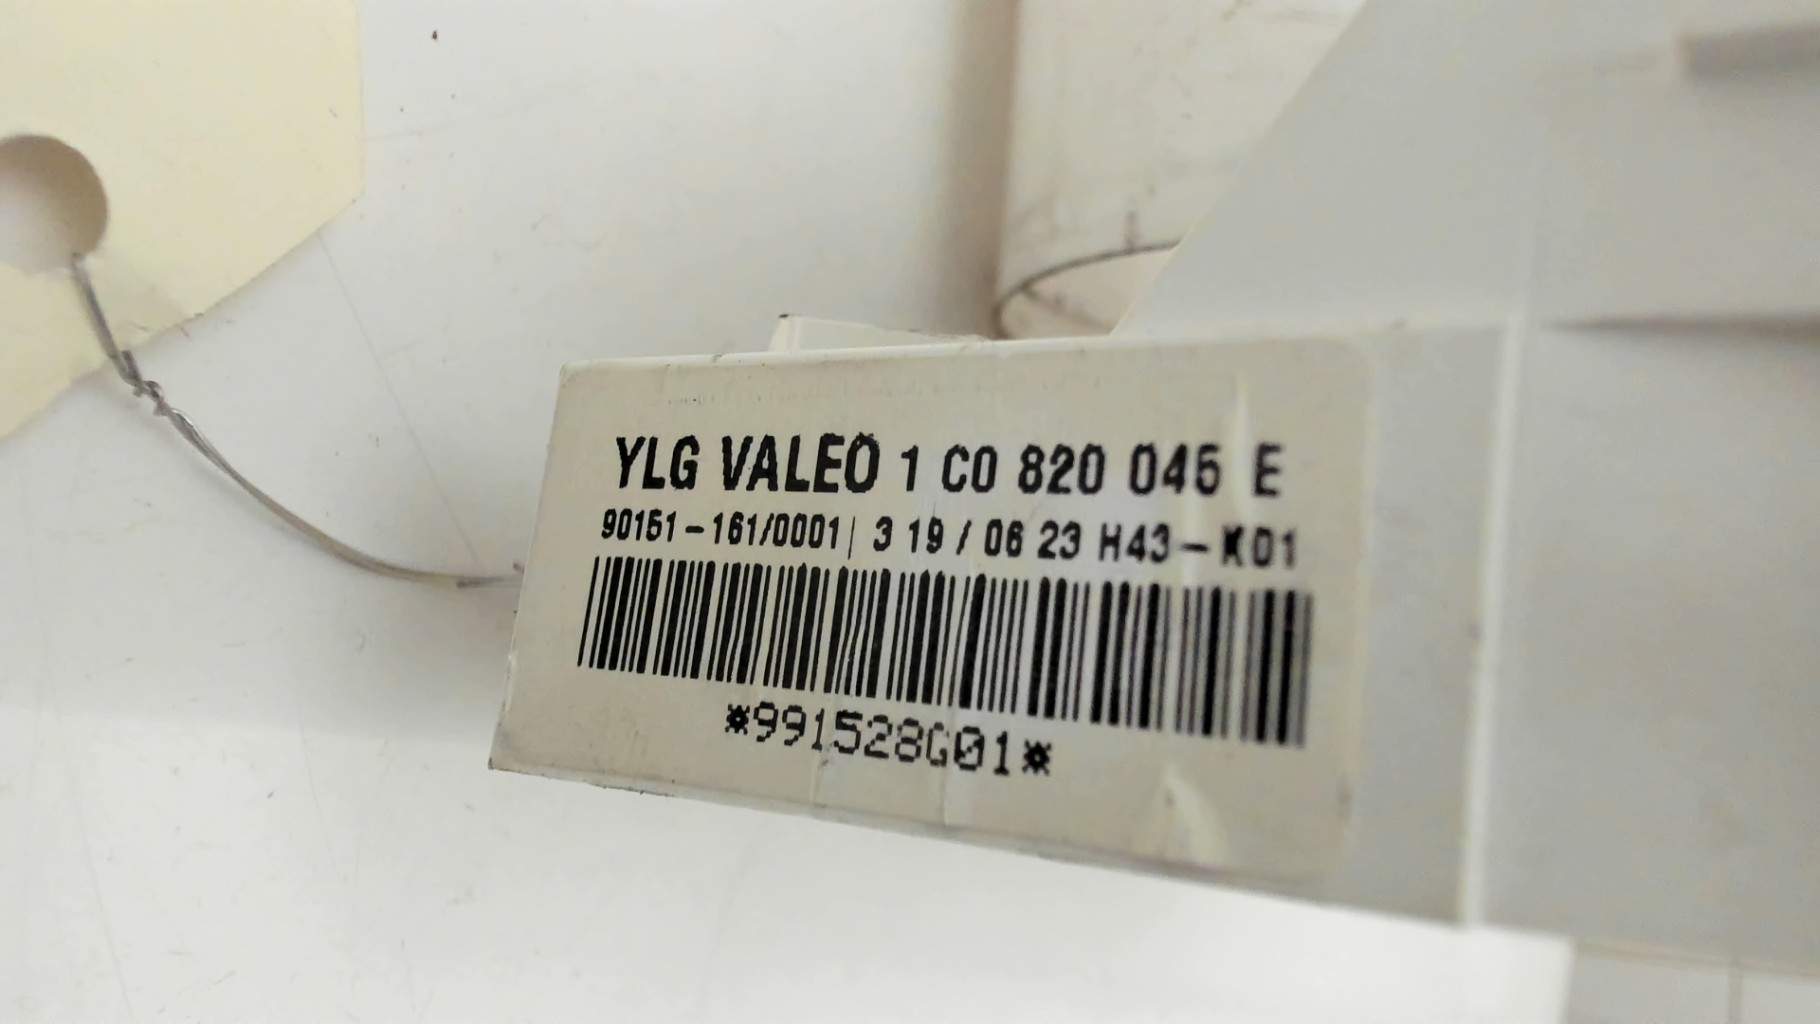 YLG VALEO 1 C0 820 045 E
90151-161/0001| 3 19 / 06 23 H43-K01
*991528G01*